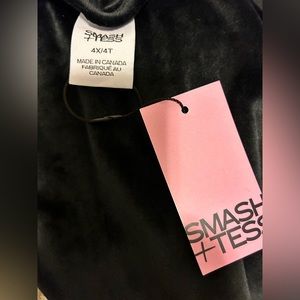 SMASH
+TESS
4X/4T
MADE IN CANADA
FABRIQUÉ AU
CANADA
SMASH
+TESS